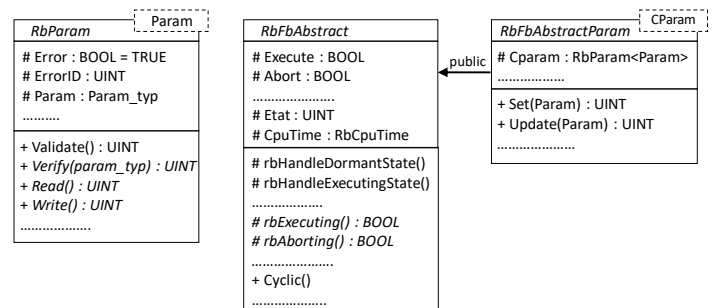 Param
RbParam
# Error : BOOL = TRUE
# ErrorID : UINT
# Param : Param_typ
……….
+ Validate() : UINT
+ Verify(param_typ) : UINT
+ Read() : UINT
+ Write() : UINT
……………….
RbFbAbstract
# Execute : BOOL
# Abort : BOOL
………………….
# Etat : UINT
# CpuTime : RbCpuTime
# rbHandleDormantState()
# rbHandleExecutingState()
……………….
# rbExecuting() : BOOL
# rbAborting() : BOOL
………………….
+ Cyclic()
………………..
public
CParam
RbFbAbstractParam
# Cparam : RbParam<Param>
………………
+ Set(Param) : UINT
+ Update(Param) : UINT
…………………